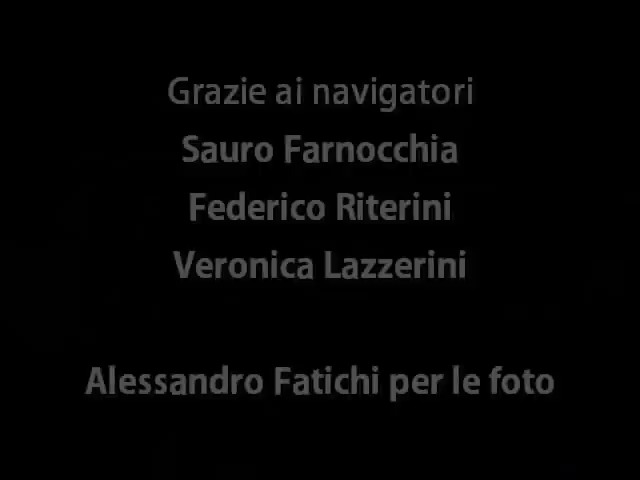 Grazie ai navigatori
Sauro Farnocchia
Federico Riterini
Veronica Lazzerini
Alessandro Fatichi per le foto